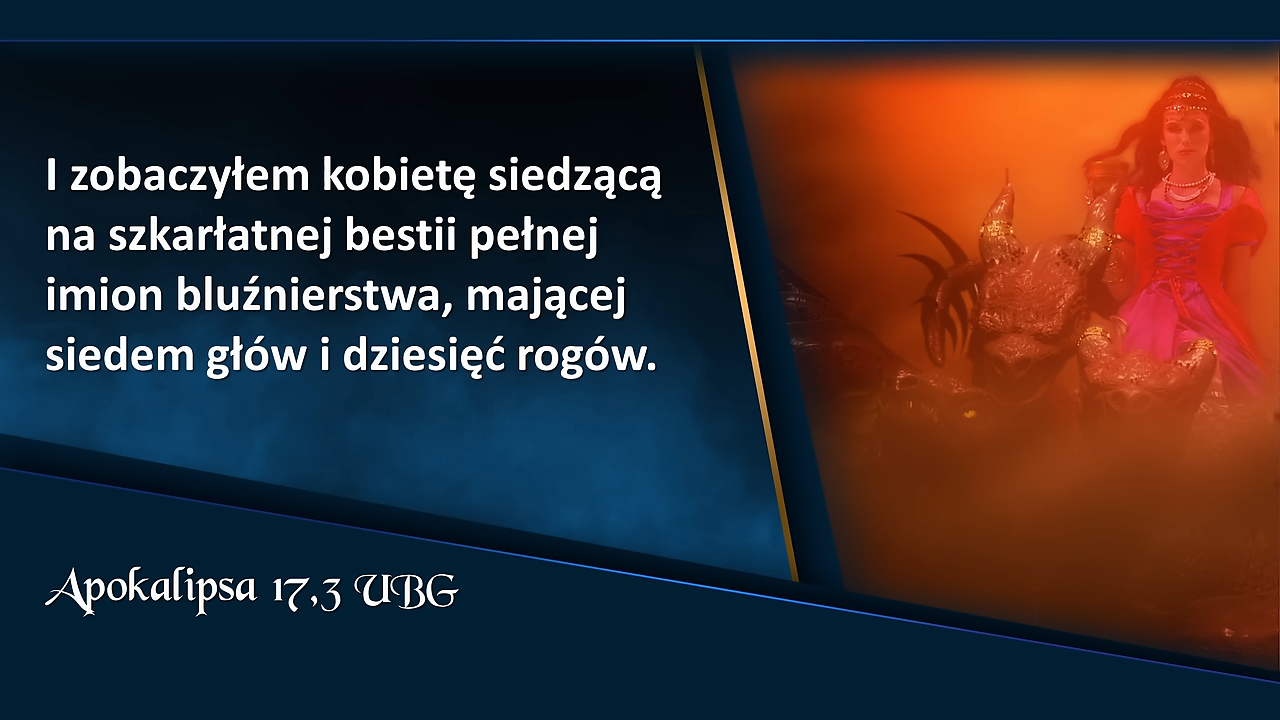 I zobaczyłem kobietę siedzącą
na szkarłatnej bestii pełnej
imion bluźnierstwa, mającej
siedem głów i dziesięć rogów.
Apokalipsa 17,3 UBG